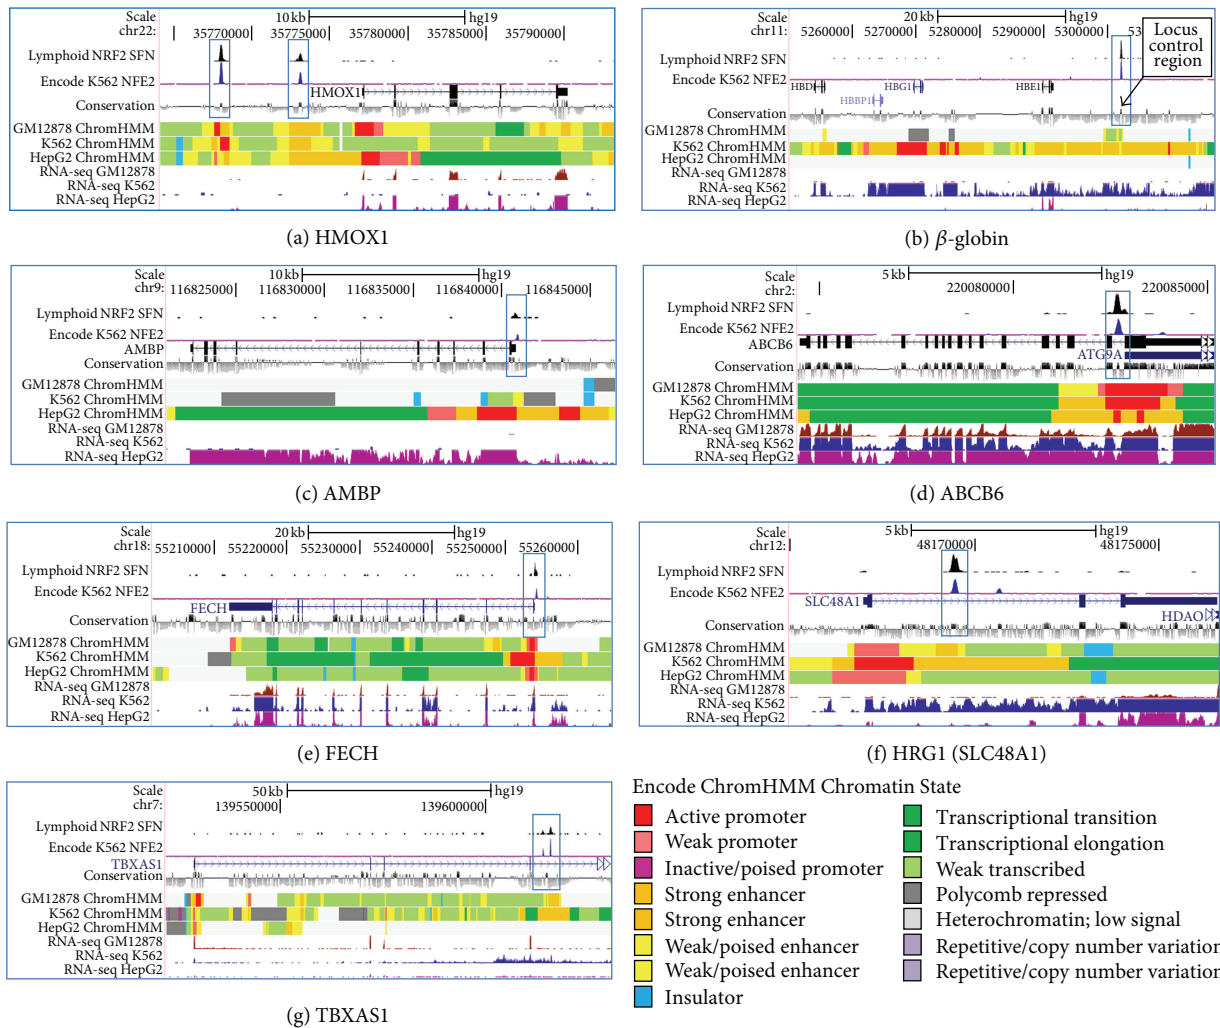 Scale 10 kb hg19
chr22: 35770000 35775000 35780000 35785000 35790000
Lymphoid NRF2 SFN
Encode K562 NFE2
HMOX1
Conservation
GM12878 ChromHMM
K562 ChromHMM
HepG2 ChromHMM
RNA-seq GM12878
RNA-seq K562
RNA-seq HepG2
(a) HMOX1
Scale 20 kb hg19
chr11: 5260000 5270000 5280000 5290000 5300000
Locus
control
region
Lymphoid NRF2 SFN
Encode K562 NFE2
HBD HBG1 HBE1
HBBP1
Conservation
GM12878 ChromHMM
K562 ChromHMM
HepG2 ChromHMM
RNA-seq GM12878
RNA-seq K562
RNA-seq HepG2
(b) β-globin
Scale 10 kb hg19
chr9: 116825000 116830000 116835000 116840000 116845000
Lymphoid NRF2 SFN
Encode K562 NFE2
AMBP
Conservation
GM12878 ChromHMM
K562 ChromHMM
HepG2 ChromHMM
RNA-seq GM12878
RNA-seq K562
RNA-seq HepG2
(c) AMBP
Scale 5 kb hg19
chr2: 220080000 220085000
Lymphoid NRF2 SFN
Encode K562 NFE2
ABCB6
ATG9A
Conservation
GM12878 ChromHMM
K562 ChromHMM
HepG2 ChromHMM
RNA-seq GM12878
RNA-seq K562
RNA-seq HepG2
(d) ABCB6
Scale 20 kb hg19
chr18: 55210000 55220000 55230000 55240000 55250000 55260000
Lymphoid NRF2 SFN
Encode K562 NFE2
FECH
Conservation
GM12878 ChromHMM
K562 ChromHMM
HepG2 ChromHMM
RNA-seq GM12878
RNA-seq K562
RNA-seq HepG2
(e) FECH
Scale 5 kb hg19
chr12: 48170000 48175000
Lymphoid NRF2 SFN
Encode K562 NFE2
SLC48A1
HDAO
Conservation
GM12878 ChromHMM
K562 ChromHMM
HepG2 ChromHMM
RNA-seq GM12878
RNA-seq K562
RNA-seq HepG2
(f) HRG1 (SLC48A1)
Scale 50 kb hg19
chr7: 139550000 139600000
Lymphoid NRF2 SFN
Encode K562 NFE2
TBXAS1
Conservation
GM12878 ChromHMM
K562 ChromHMM
HepG2 ChromHMM
RNA-seq GM12878
RNA-seq K562
RNA-seq HepG2
(g) TBXAS1
Encode ChromHMM Chromatin State
Active promoter
Weak promoter
Inactive/poised promoter
Strong enhancer
Strong enhancer
Weak/poised enhancer
Weak/poised enhancer
Insulator
Transcriptional transition
Transcriptional elongation
Weak transcribed
Polycomb repressed
Heterochromatin; low signal
Repetitive/copy number variation
Repetitive/copy number variation